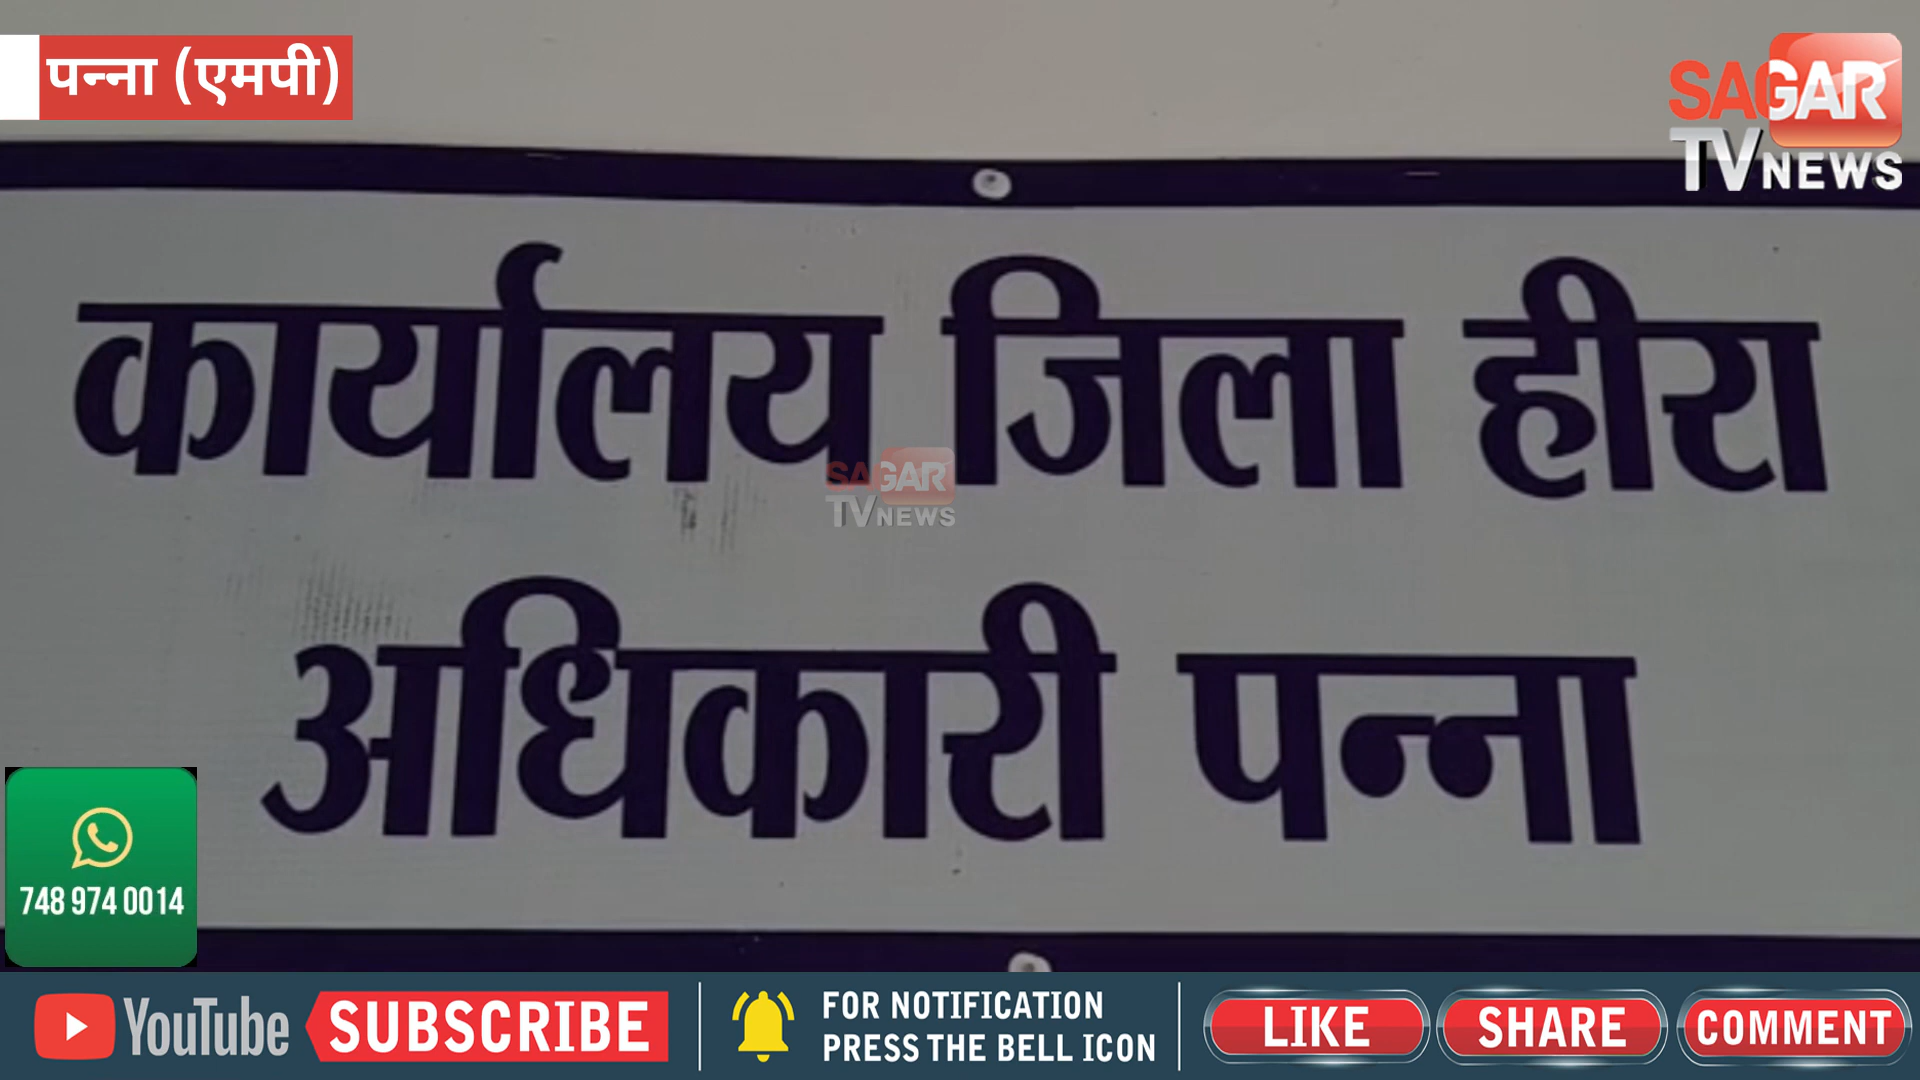 पन्ना (एमपी)
SAGAR
TV NEWS
कार्यालय जिला हीरा
SAGAR
TV NEWS
अधिकारी पन्ना
748 974 0014
YouTube SUBSCRIBE
FOR NOTIFICATION
PRESS THE BELL ICON
LIKE SHARE COMMENT